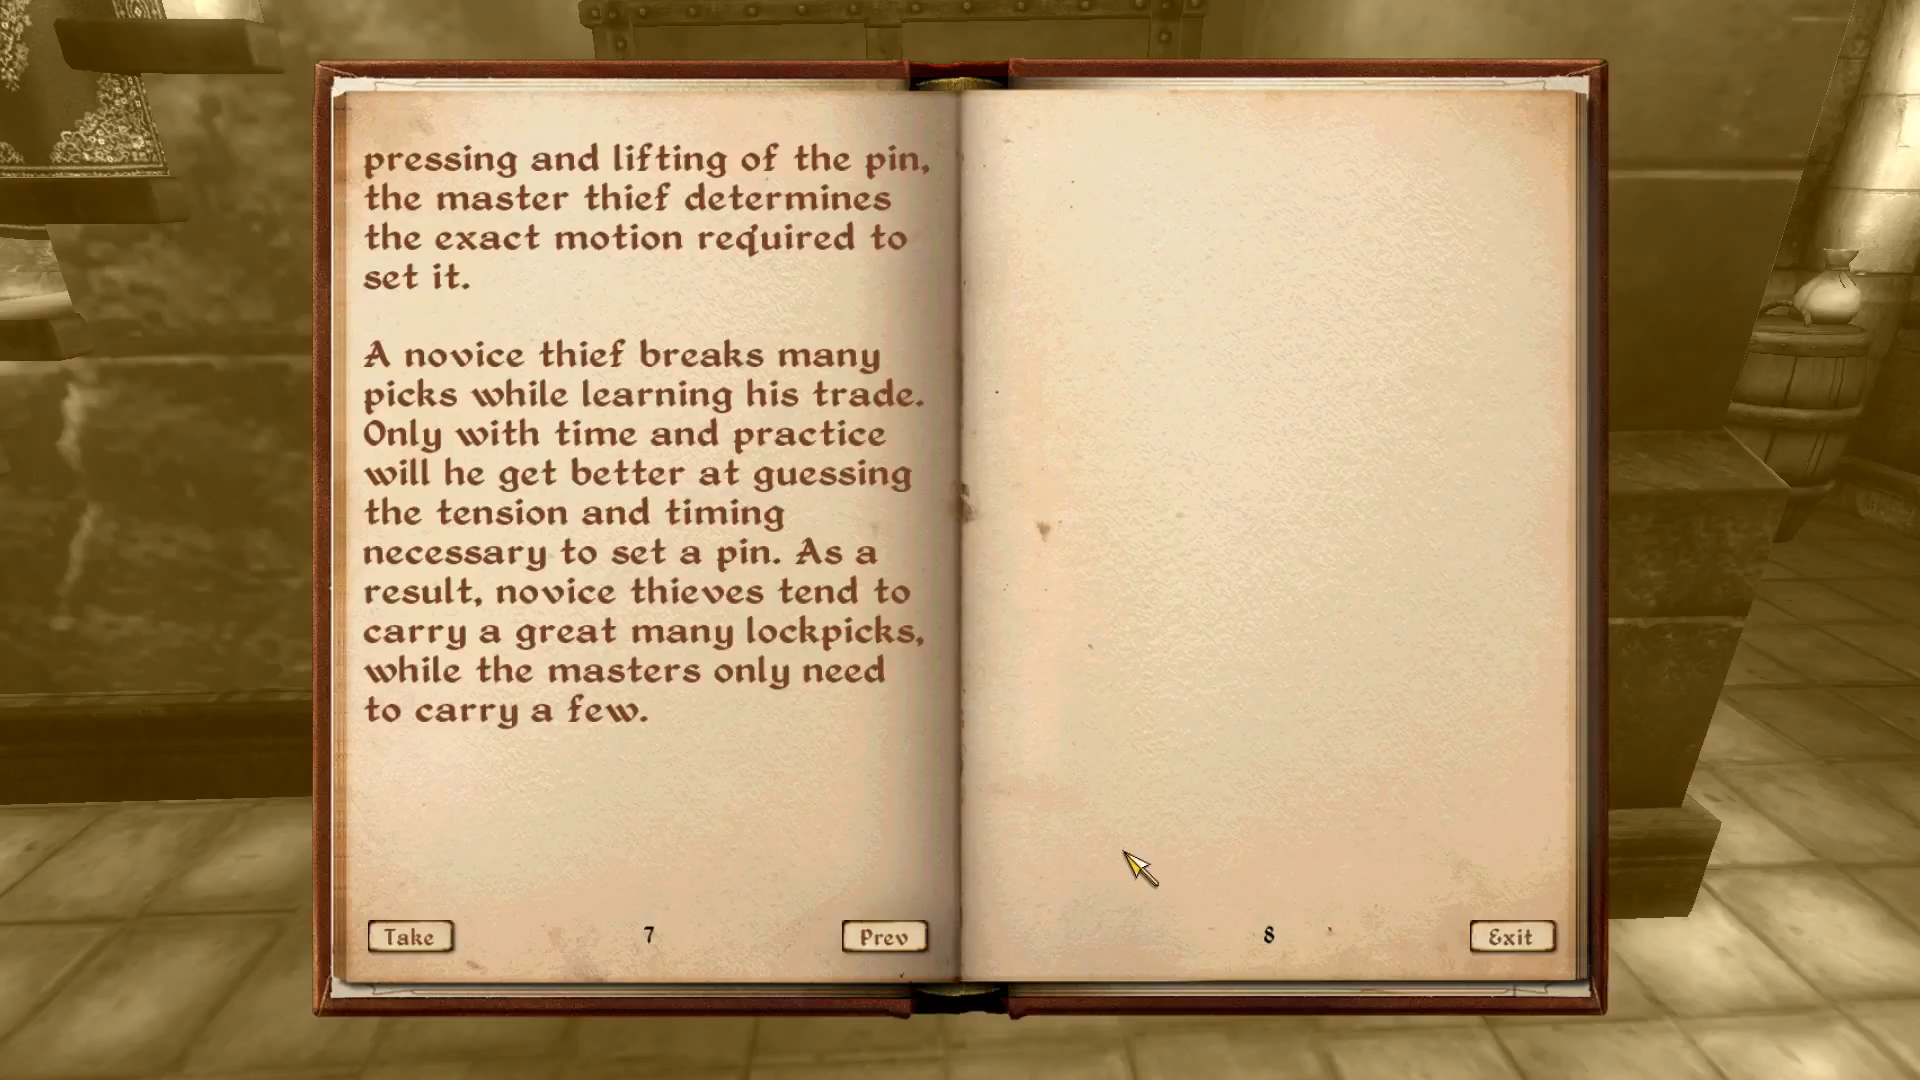 pressing and lifting of the pin,
the master thief determines
the exact motion required to
set it.
A novice thief breaks many
picks while learning his trade.
Only with time and practice
will he get better at guessing
the tension and timing
necessary to set a pin. As a
result, novice thieves tend to
carry a great many lockpicks,
while the masters only need
to carry a few.
Take
7
Prev
8
Exit